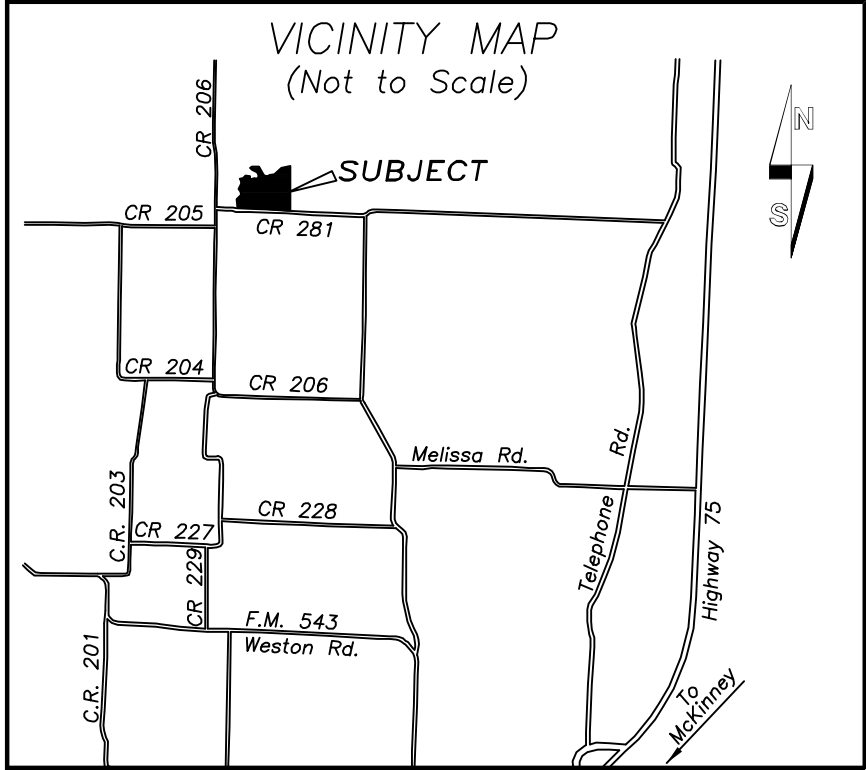 VICINITY MAP
(Not to Scale)
CR 206
N
SUBJECT
S
CR 205
CR 281
CR 204
CR 206
Melissa Rd.
Telephone Rd.
C.R. 203
CR 228
Highway 75
CR 227
CR 229
F.M. 543
Weston Rd.
C.R. 201
To
McKinney